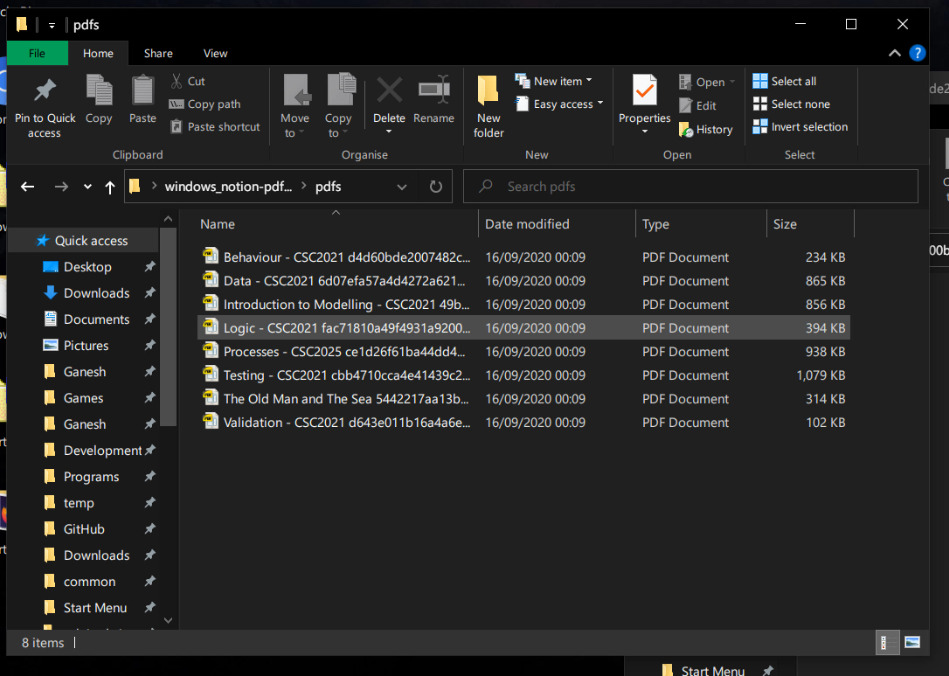 pdfs
File Home Share View
Pin to Quick access
Copy
Paste
Cut
Copy path
Paste shortcut
Clipboard
Move to
Copy to
Delete
Rename
Organise
New folder
New item
Easy access
New
Properties
Open
Edit
History
Open
Select all
Select none
Invert selection
Select
windows_notion-pdf... pdfs
Search pdfs
Name Date modified Type Size
Quick access
Desktop
Downloads
Documents
Pictures
Ganesh
Games
Ganesh
Development
Programs
temp
GitHub
Downloads
common
Start Menu
Behaviour - CSC2021 d4d60bde2007482c... 16/09/2020 00:09 PDF Document 234 KB
Data - CSC2021 6d07efa57a4d4272a621... 16/09/2020 00:09 PDF Document 865 KB
Introduction to Modelling - CSC2021 49b... 16/09/2020 00:09 PDF Document 856 KB
Logic - CSC2021 fac71810a49f4931a9200... 16/09/2020 00:09 PDF Document 394 KB
Processes - CSC2025 ce1d26f61ba44dd4... 16/09/2020 00:09 PDF Document 938 KB
Testing - CSC2021 cbb4710cca4e41439c2... 16/09/2020 00:09 PDF Document 1,079 KB
The Old Man and The Sea 5442217aa13b... 16/09/2020 00:09 PDF Document 314 KB
Validation - CSC2021 d643e011b16a4a6e... 16/09/2020 00:09 PDF Document 102 KB
8 items
Start Menu